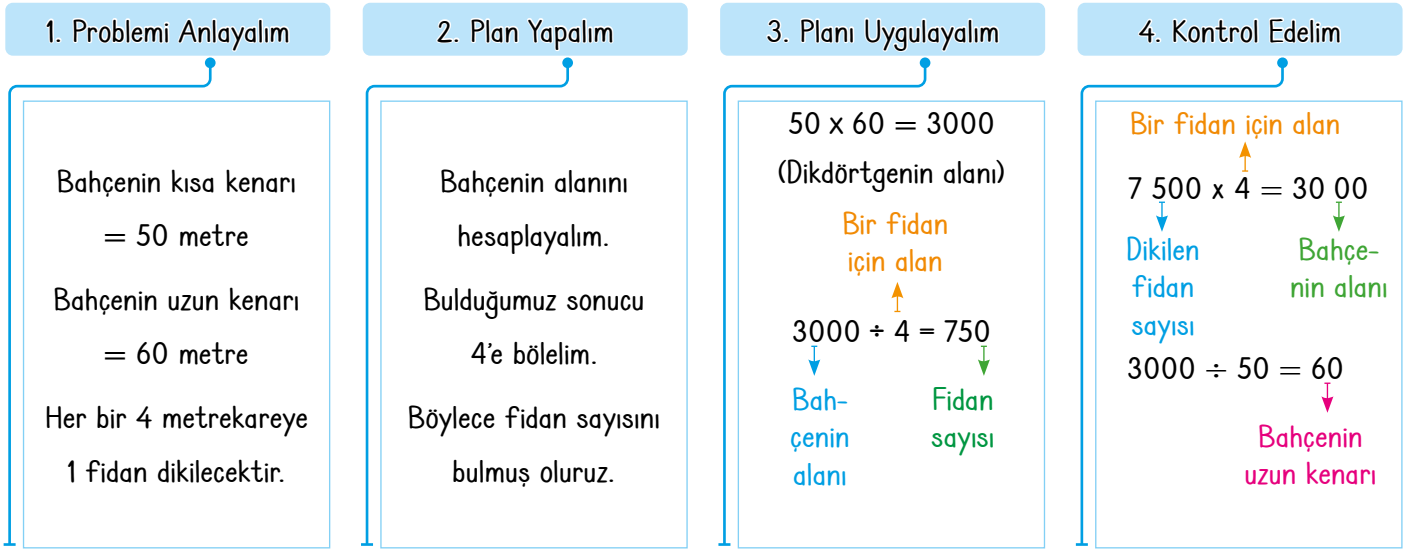 1. Problemi Anlayalım
Bahçenin kısa kenarı
= 50 metre
Bahçenin uzun kenarı
= 60 metre
Her bir 4 metrekareye
1 fidan dikilecektir.
2. Plan Yapalım
Bahçenin alanını
hesaplayalım.
Bulduğumuz sonucu
4’e bölelim.
Böylece fidan sayısını
bulmuş oluruz.
3. Planı Uygulayalım
50 x 60 = 3000
(Dikdörtgenin alanı)
Bir fidan
için alan
3000 ÷ 4 = 750
Bah-
çenin
alanı
Fidan
sayısı
4. Kontrol Edelim
Bir fidan için alan
7 500 x 4 = 30 00
Dikilen
fidan
sayısı
Bahçe-
nin alanı
3000 ÷ 50 = 60
Bahçenin
uzun kenarı